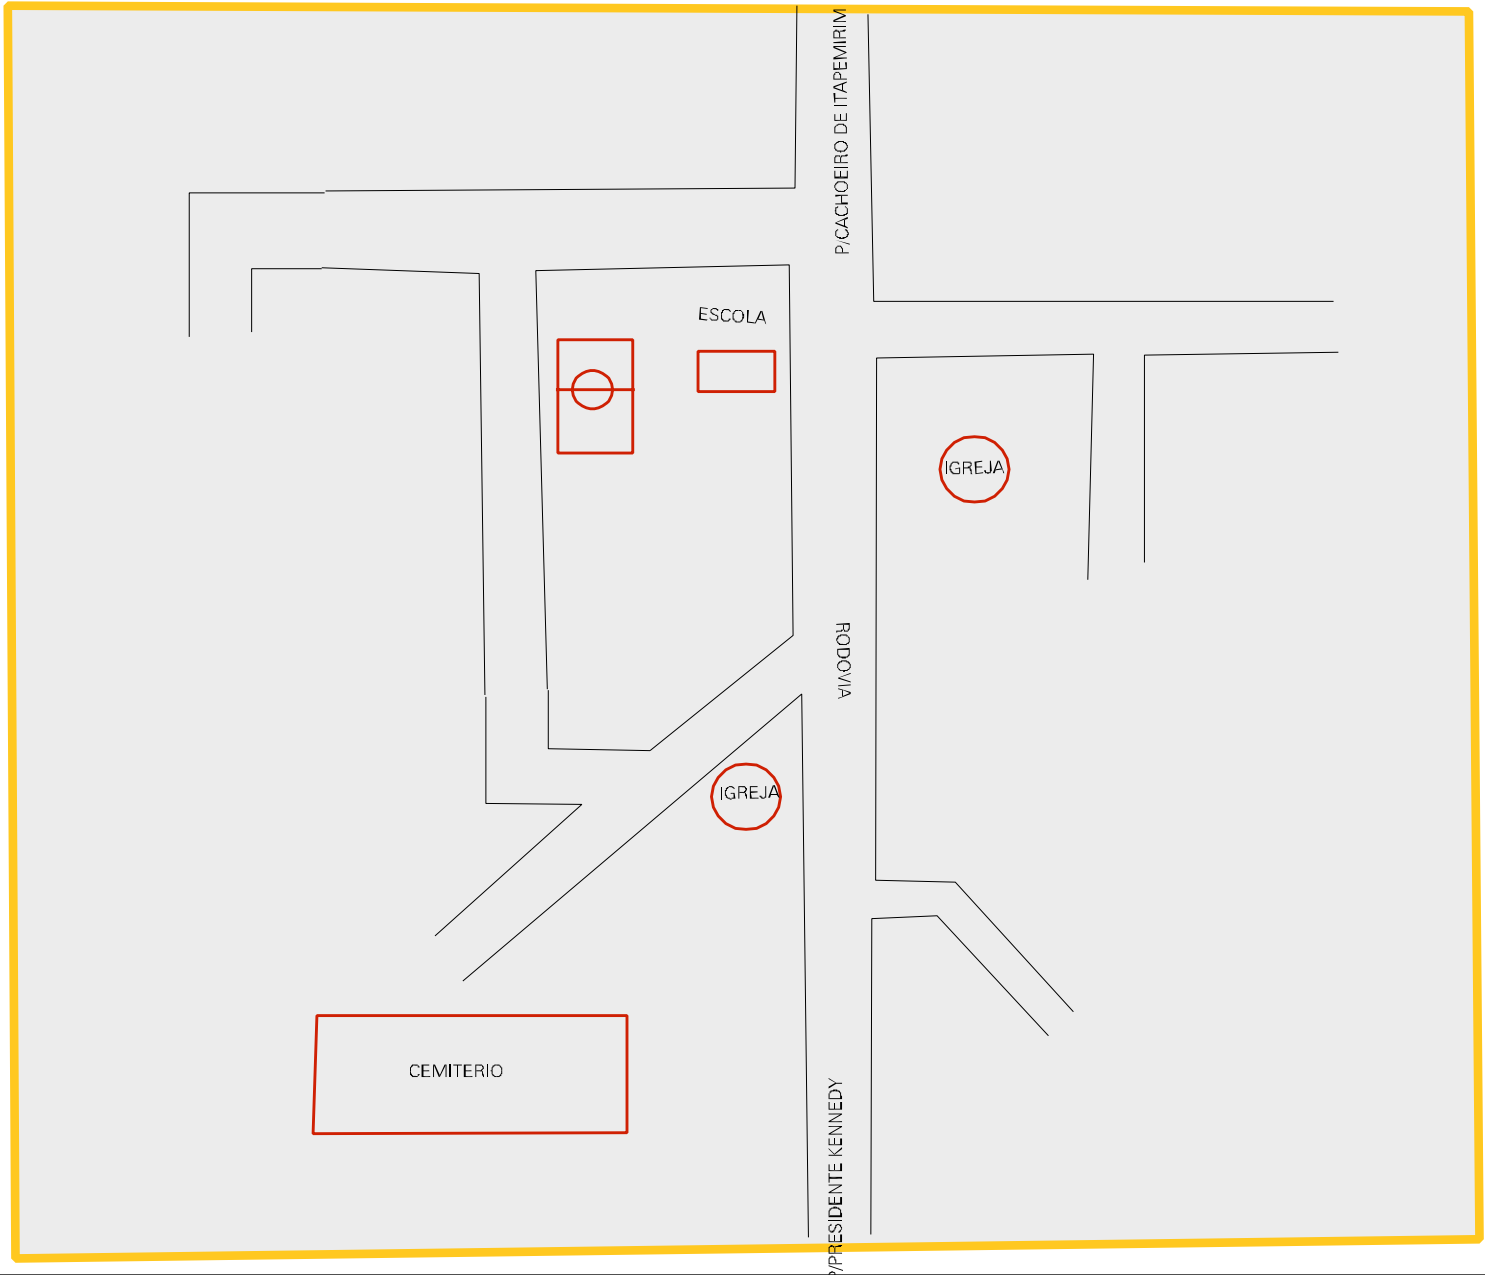 P/CACHOEIRO DE ITAPEMIRIM
ESCOLA
IGREJA
RODOVIA
IGREJA
CEMITERIO
P/PRESIDENTE KENNEDY